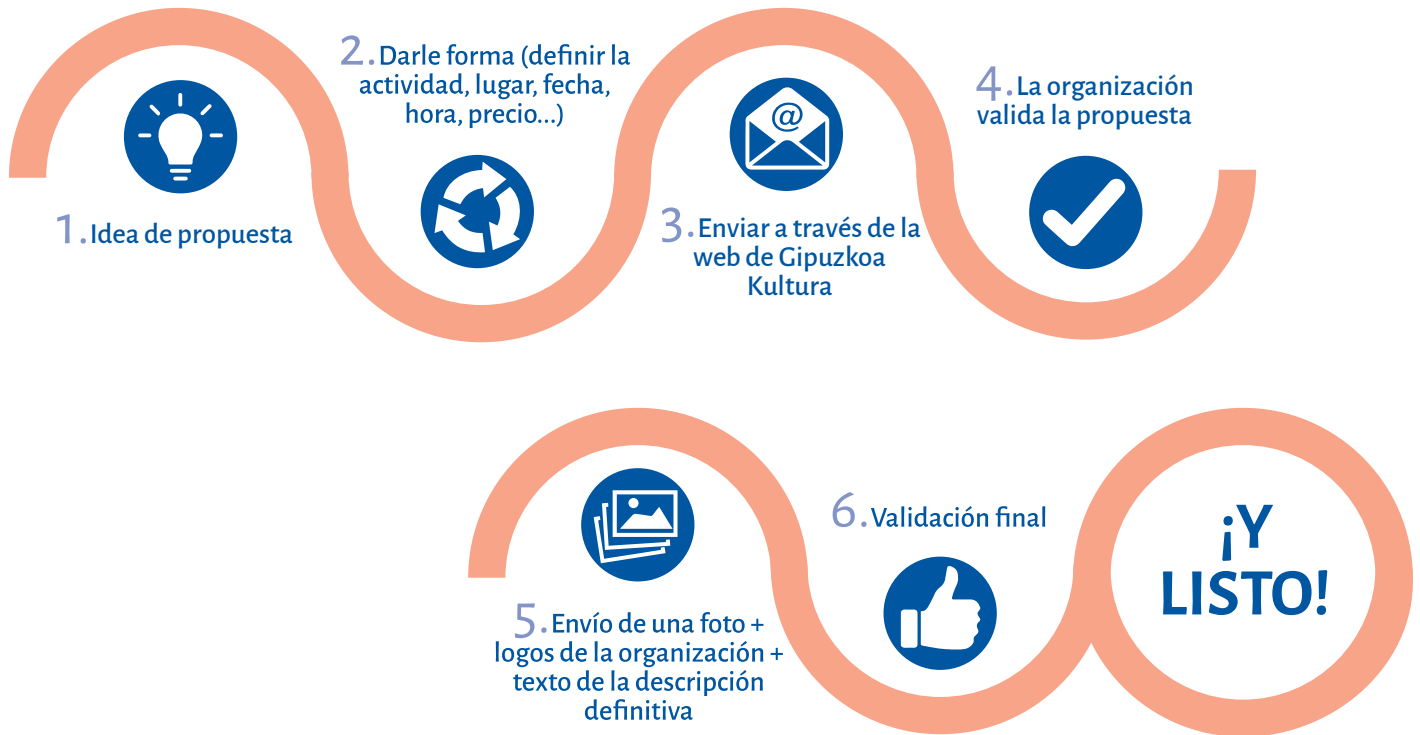 1. Idea de propuesta
2. Darle forma (definir la
actividad, lugar, fecha,
hora, precio...)
@
3. Enviar a través de la
web de Gipuzkoa
Kultura
4. La organización
valida la propuesta
5. Envío de una foto +
logos de la organización +
texto de la descripción
definitiva
6. Validación final
¡Y
LISTO!